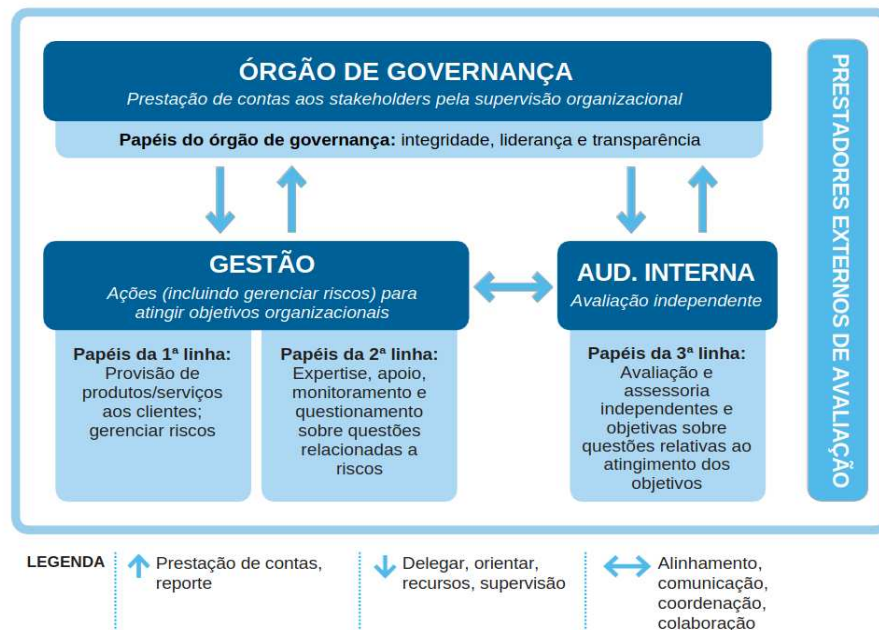 ÓRGÃO DE GOVERNANÇA
Prestação de contas aos stakeholders pela supervisão organizacional
Papéis do órgão de governança: integridade, liderança e transparência
GESTÃO
Ações (incluindo gerenciar riscos) para
atingir objetivos organizacionais
Papéis da 1ª linha:
Provisão de
produtos/serviços
aos clientes;
gerenciar riscos
Papéis da 2ª linha:
Expertise, apoio,
monitoramento e
questionamento
sobre questões
relacionadas a
riscos
AUD. INTERNA
Avaliação independente
Papéis da 3ª linha:
Avaliação e
assessoria
independentes e
objetivas sobre
questões relativas ao
atingimento dos
objetivos
PRESTADORES EXTERNOS DE AVALIAÇÃO
LEGENDA
Prestação de contas,
reporte
Delegar, orientar,
recursos, supervisão
Alinhamento,
comunicação,
coordenação,
colaboração